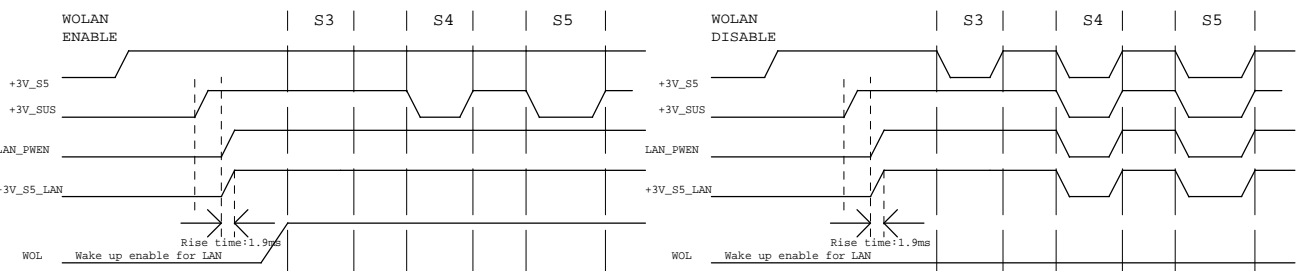 WOLAN
ENABLE
S3
S4
S5
+3V_S5
+3V_SUS
LAN_PWEN
+3V_S5_LAN
Rise time:1.9ms
WOL
Wake up enable for LAN
WOLAN
DISABLE
S3
S4
S5
+3V_S5
+3V_SUS
LAN_PWEN
+3V_S5_LAN
Rise time:1.9ms
WOL
Wake up enable for LAN